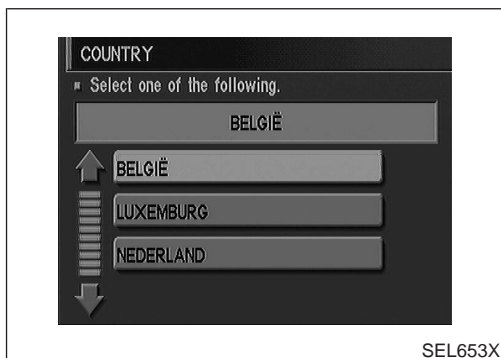 COUNTRY
Select one of the following.
BELGIË
BELGIË
LUXEMBURG
NEDERLAND
SEL653X